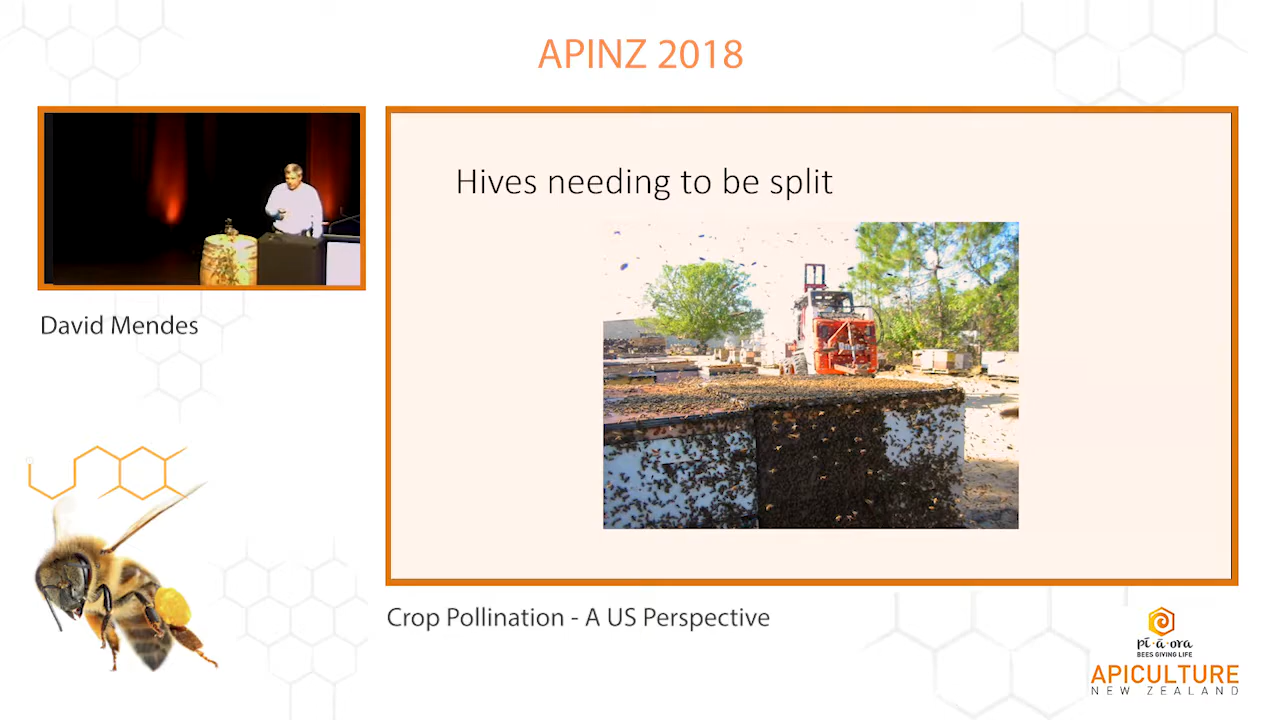 APINZ 2018
Hives needing to be split
David Mendes
Crop Pollination - A US Perspective
pī-ā-ora
BEES GIVING LIFE
APICULTURE
NEW ZEALAND